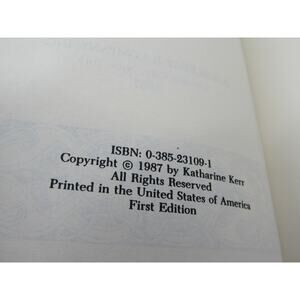 ISBN: 0-385-23109-1
Copyright © 1987 by Katharine Kerr
All Rights Reserved
Printed in the United States of America
First Edition